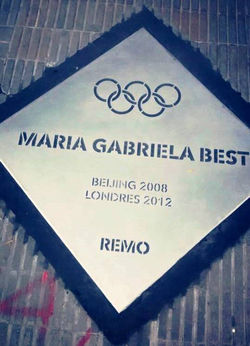 MARIA GABRIELA BEST
BEIJING 2008
LONDRES 2012
REMO